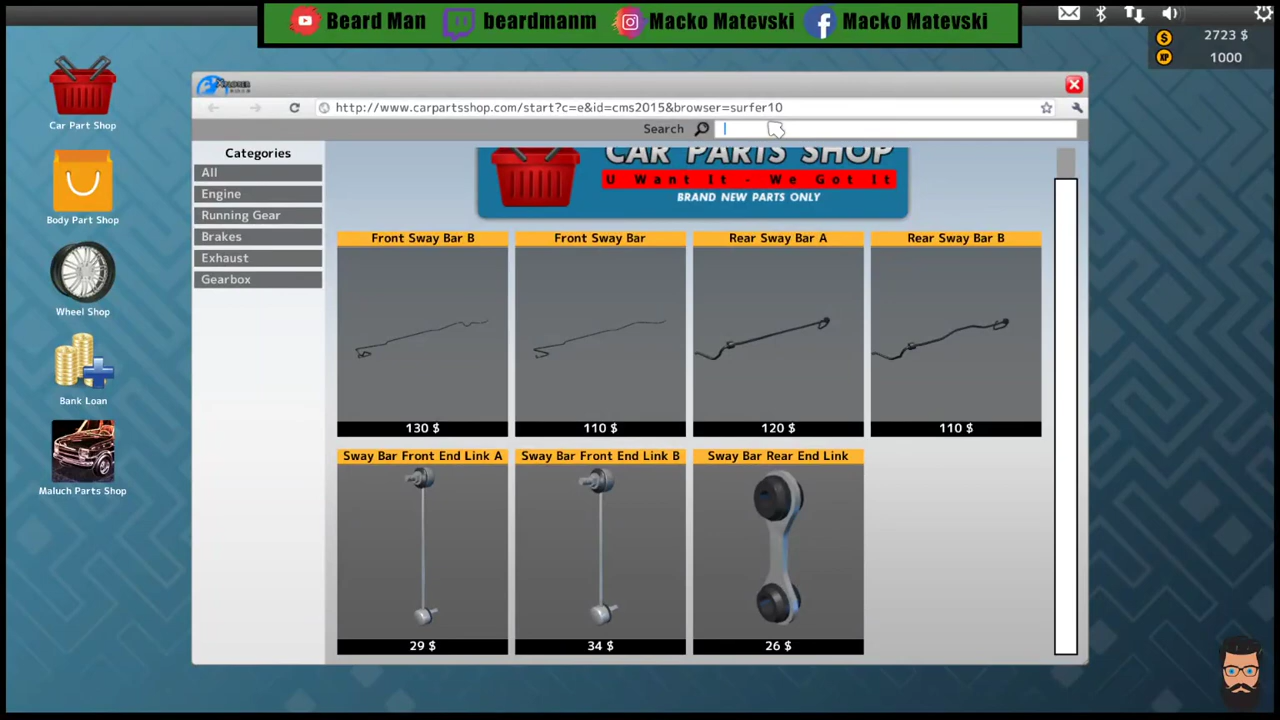 Beard Man beardmanm Macko Matevski Macko Matevski
2723 $
1000
Car Part Shop
Body Part Shop
Wheel Shop
Bank Loan
Maluch Parts Shop
http://www.carpartsshop.com/start?c=e&id=cms2015&browser=surfer10
Search
Categories
All
Engine
Running Gear
Brakes
Exhaust
Gearbox
CAR PARTS SHOP
U Want It - We Got It
BRAND NEW PARTS ONLY
Front Sway Bar B Front Sway Bar Rear Sway Bar A Rear Sway Bar B
130 $ 110 $ 120 $ 110 $
Sway Bar Front End Link A Sway Bar Front End Link B Sway Bar Rear End Link
29 $ 34 $ 26 $